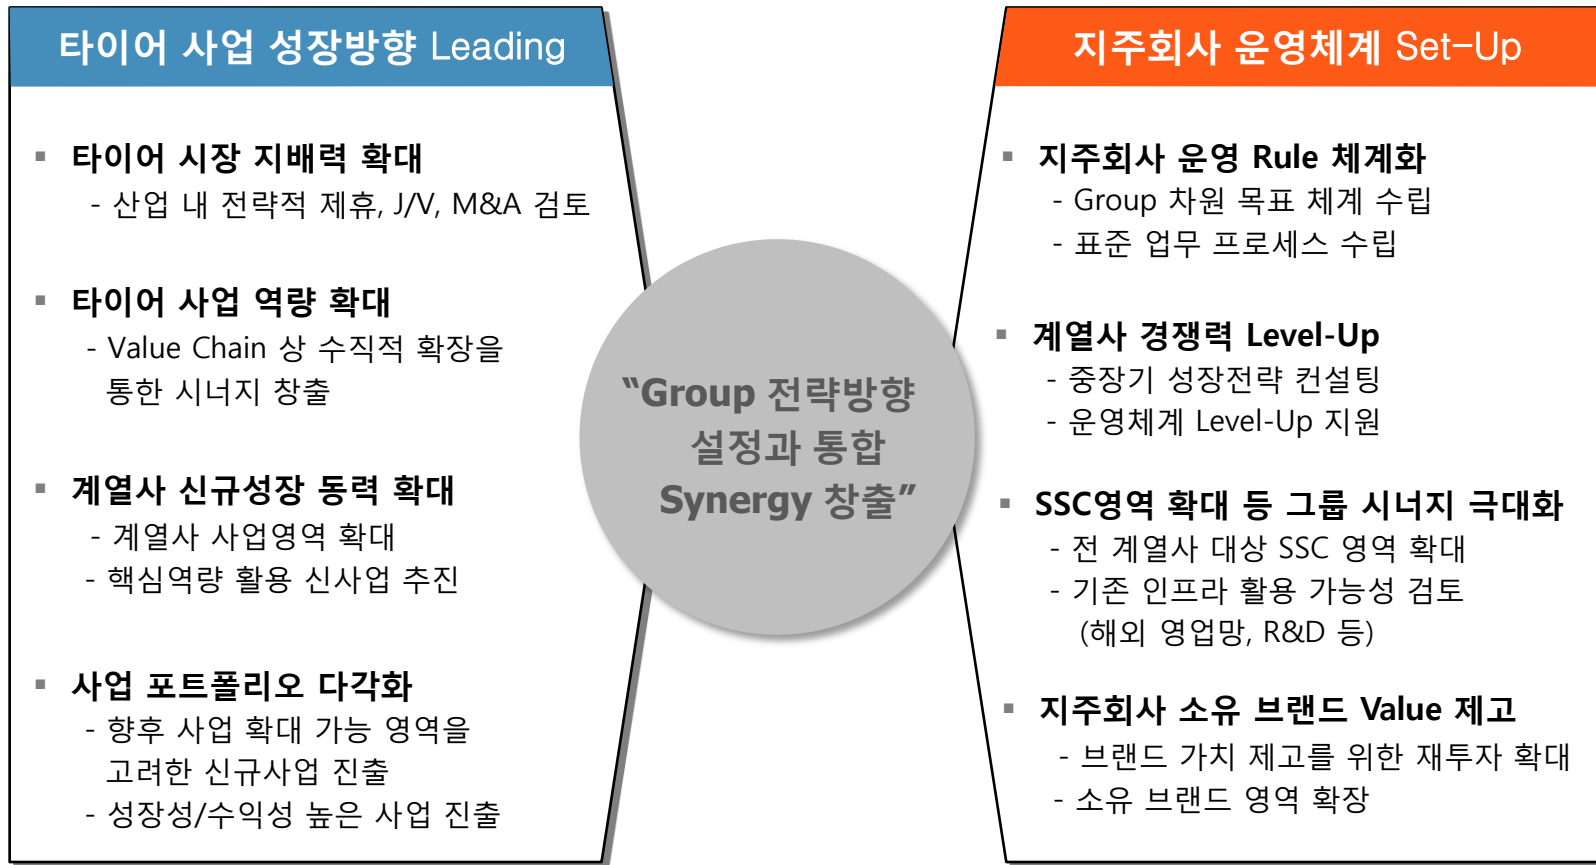 타이어 사업 성장방향 Leading
▪ 타이어 시장 지배력 확대
- 산업 내 전략적 제휴, J/V, M&A 검토
▪ 타이어 사업 역량 확대
- Value Chain 상 수직적 확장을
통한 시너지 창출
▪ 계열사 신규성장 동력 확대
- 계열사 사업영역 확대
- 핵심역량 활용 신사업 추진
▪ 사업 포트폴리오 다각화
- 향후 사업 확대 가능 영역을
고려한 신규사업 진출
- 성장성/수익성 높은 사업 진출
“Group 전략방향
설정과 통합
Synergy 창출”
지주회사 운영체계 Set-Up
▪ 지주회사 운영 Rule 체계화
- Group 차원 목표 체계 수립
- 표준 업무 프로세스 수립
▪ 계열사 경쟁력 Level-Up
- 중장기 성장전략 컨설팅
- 운영체계 Level-Up 지원
▪ SSC영역 확대 등 그룹 시너지 극대화
- 전 계열사 대상 SSC 영역 확대
- 기존 인프라 활용 가능성 검토
(해외 영업망, R&D 등)
▪ 지주회사 소유 브랜드 Value 제고
- 브랜드 가치 제고를 위한 재투자 확대
- 소유 브랜드 영역 확장